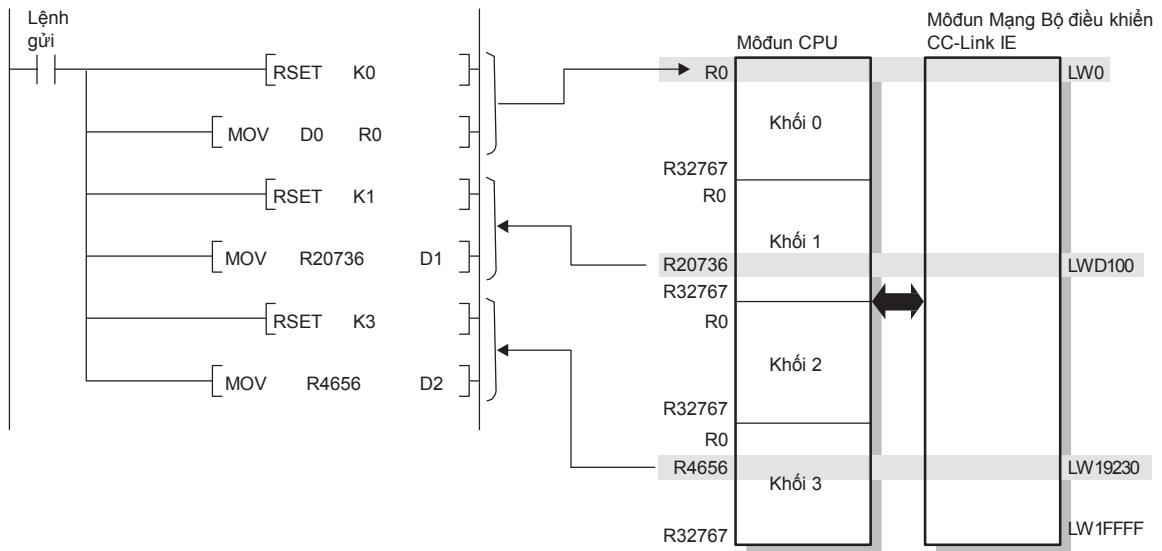 Lệnh
gửi
RSET K0
MOV D0 R0
RSET K1
MOV R20736 D1
RSET K3
MOV R4656 D2
Môđun CPU
Môđun Mạng Bộ điều khiển
CC-Link IE
R0 LW0
Khối 0
R32767
R0
Khối 1
R20736 LWD100
R32767
R0
Khối 2
R32767
R0
R4656 LW19230
Khối 3
R32767 LW1FFFF